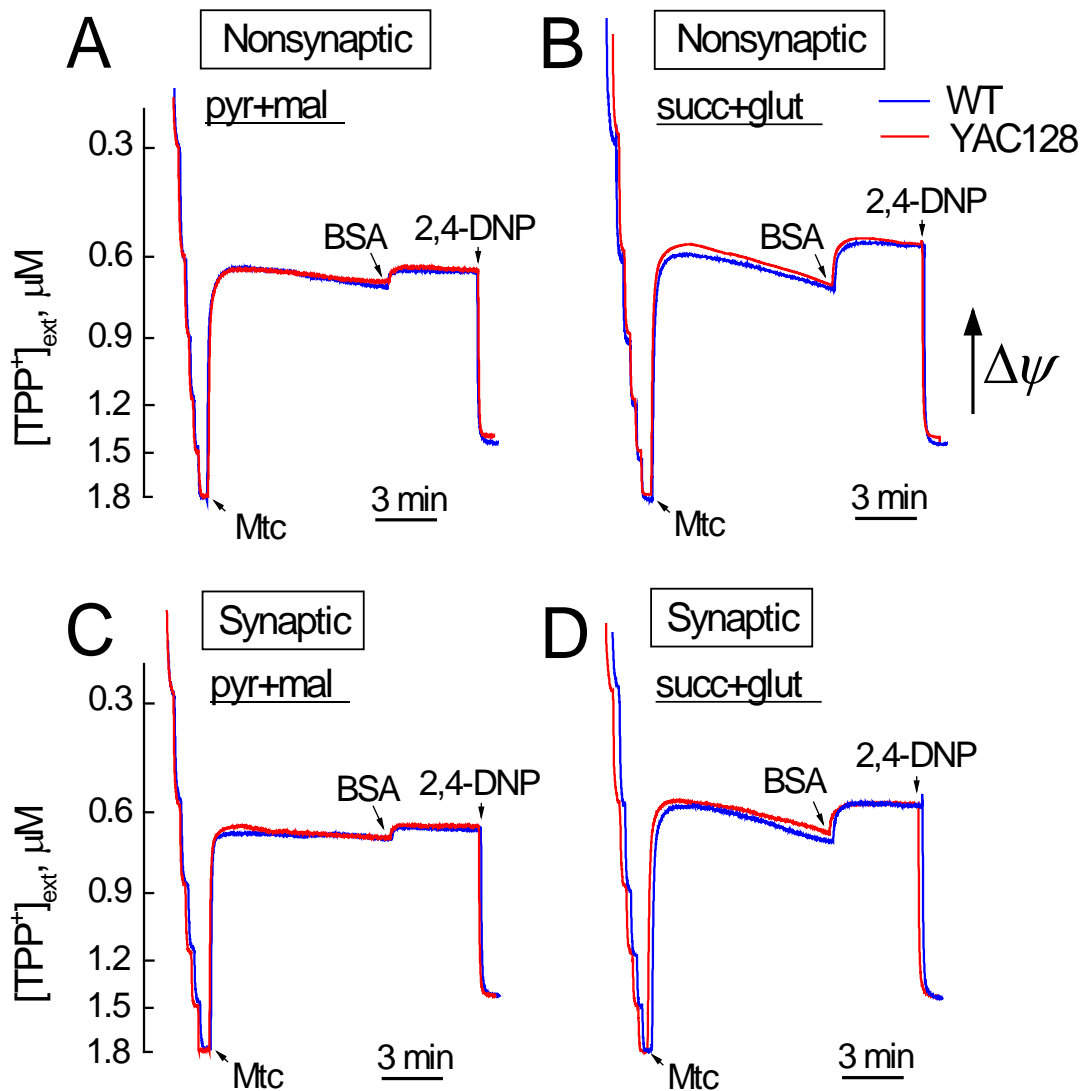 A
Nonsynaptic
pyr+mal
BSA
2,4-DNP
0.3
0.6
0.9
1.2
1.5
1.8
[TPP⁺]ext, µM
Mtc
3 min
B
Nonsynaptic
succ+glut
WT
YAC128
2,4-DNP
BSA
Δψ
Mtc
3 min
C
Synaptic
pyr+mal
BSA
2,4-DNP
0.3
0.6
0.9
1.2
1.5
1.8
[TPP⁺]ext, µM
Mtc
3 min
D
Synaptic
succ+glut
2,4-DNP
BSA
Mtc
3 min